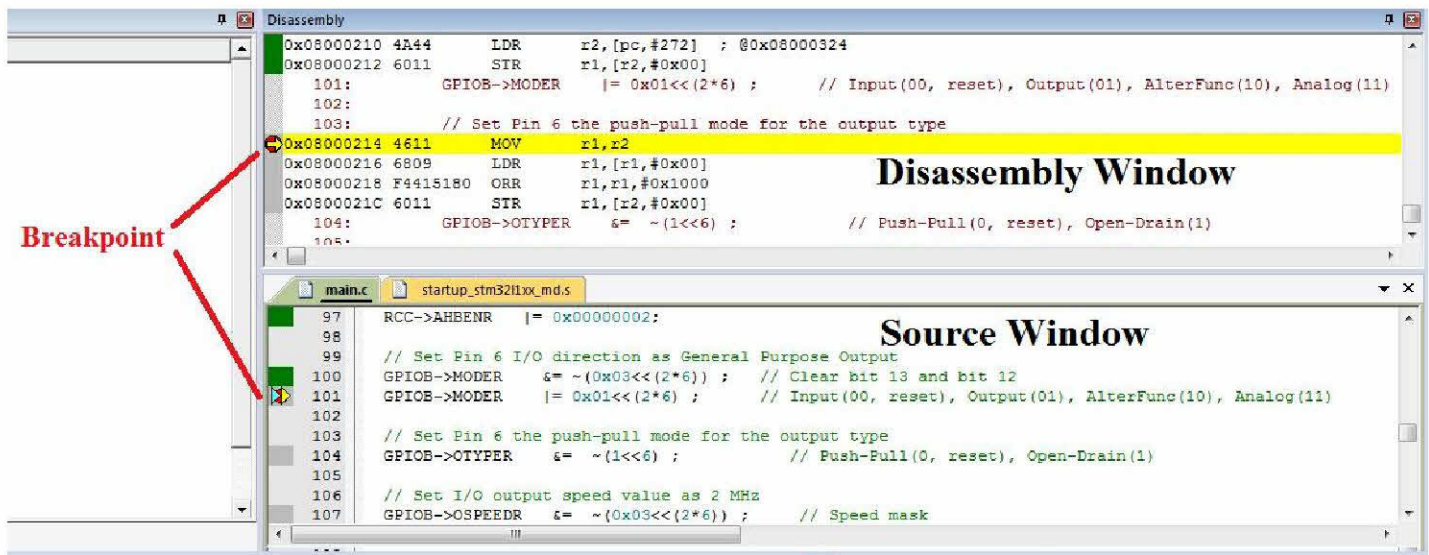 Disassembly
0x08000210 4A44 LDR r2,[pc,#272] ; @0x08000324
0x08000212 6011 STR r1,[r2,#0x00]
101: GPIOB->MODER |= 0x01<<(2*6) ; // Input(00, reset), Output(01), AlterFunc(10), Analog(11)
102:
103: // Set Pin 6 the push-pull mode for the output type
0x08000214 4611 MOV r1,r2
0x08000216 6809 LDR r1,[r1,#0x00]
0x08000218 F4415180 ORR r1,r1,#0x1000
0x0800021C 6011 STR r1,[r2,#0x00]
104: GPIOB->OTYPER &= ~(1<<6) ; // Push-Pull(0, reset), Open-Drain(1)
105:
Disassembly Window
Breakpoint
main.c startup_stm32l1xx_md.s
97 RCC->AHBENR |= 0x00000002;
98
99 // Set Pin 6 I/O direction as General Purpose Output
100 GPIOB->MODER &= ~(0x03<<(2*6)) ; // Clear bit 13 and bit 12
101 GPIOB->MODER |= 0x01<<(2*6) ; // Input(00, reset), Output(01), AlterFunc(10), Analog(11)
102
103 // Set Pin 6 the push-pull mode for the output type
104 GPIOB->OTYPER &= ~(1<<6) ; // Push-Pull(0, reset), Open-Drain(1)
105
106 // Set I/O output speed value as 2 MHz
107 GPIOB->OSPEEDR &= ~(0x03<<(2*6)) ; // Speed mask
Source Window